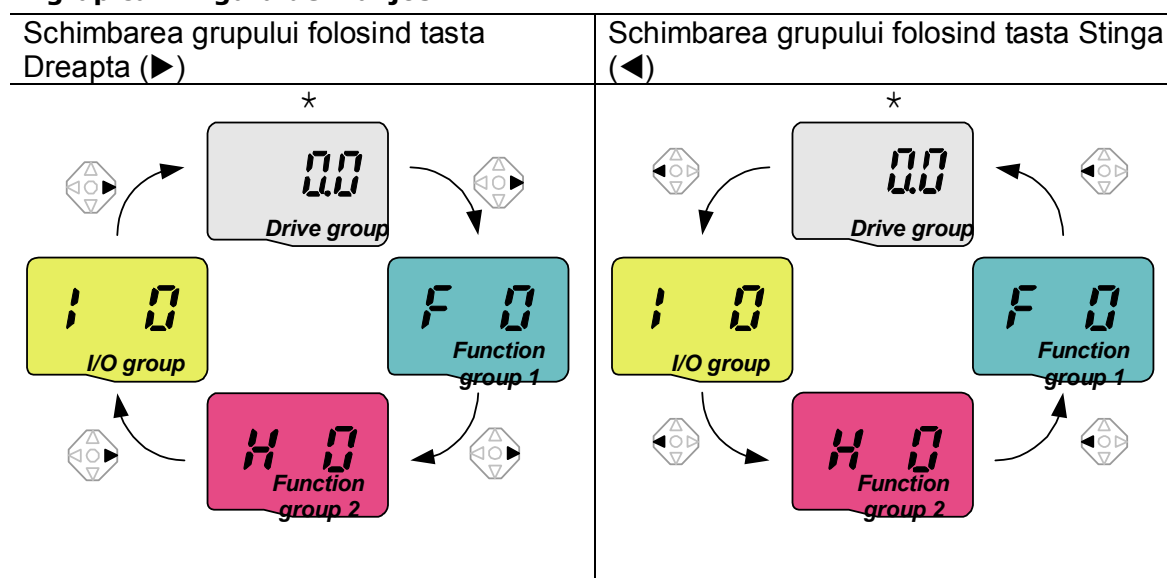 Schimbarea grupului folosind tasta
Dreapta (▶)
Schimbarea grupului folosind tasta Stinga
(◀)
*
0.0
Drive group
I 0
I/O group
F 0
Function
group 1
H 0
Function
group 2
*
0.0
Drive group
I 0
I/O group
F 0
Function
group 1
H 0
Function
group 2